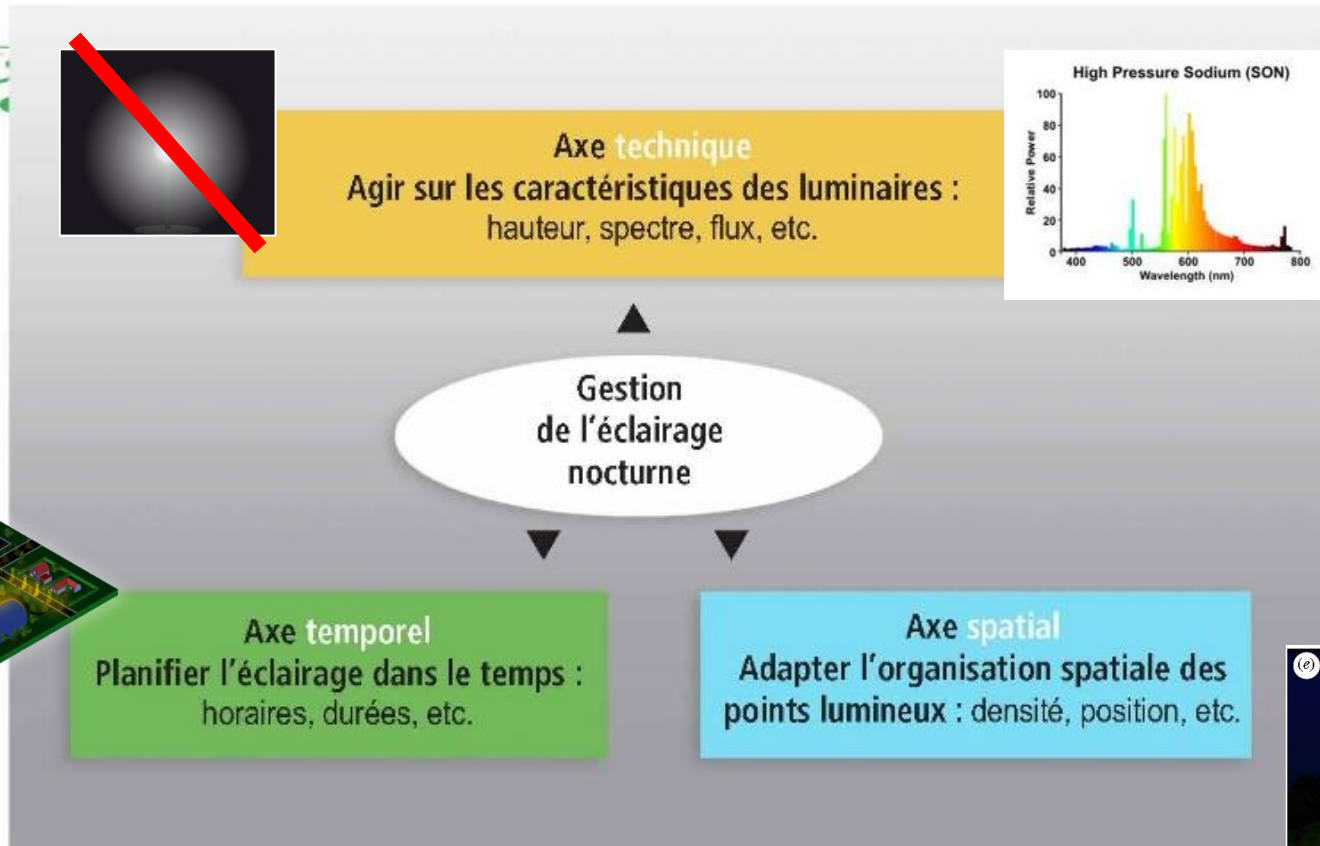 Axe technique
Agir sur les caractéristiques des luminaires :
hauteur, spectre, flux, etc.
High Pressure Sodium (SON)
Relative Power
100
80
60
40
20
0
400 500 600 700 800
Wavelength (nm)
Gestion
de l'éclairage
nocturne
Axe temporel
Planifier l'éclairage dans le temps :
horaires, durées, etc.
Axe spatial
Adapter l'organisation spatiale des
points lumineux : densité, position, etc.
(e)